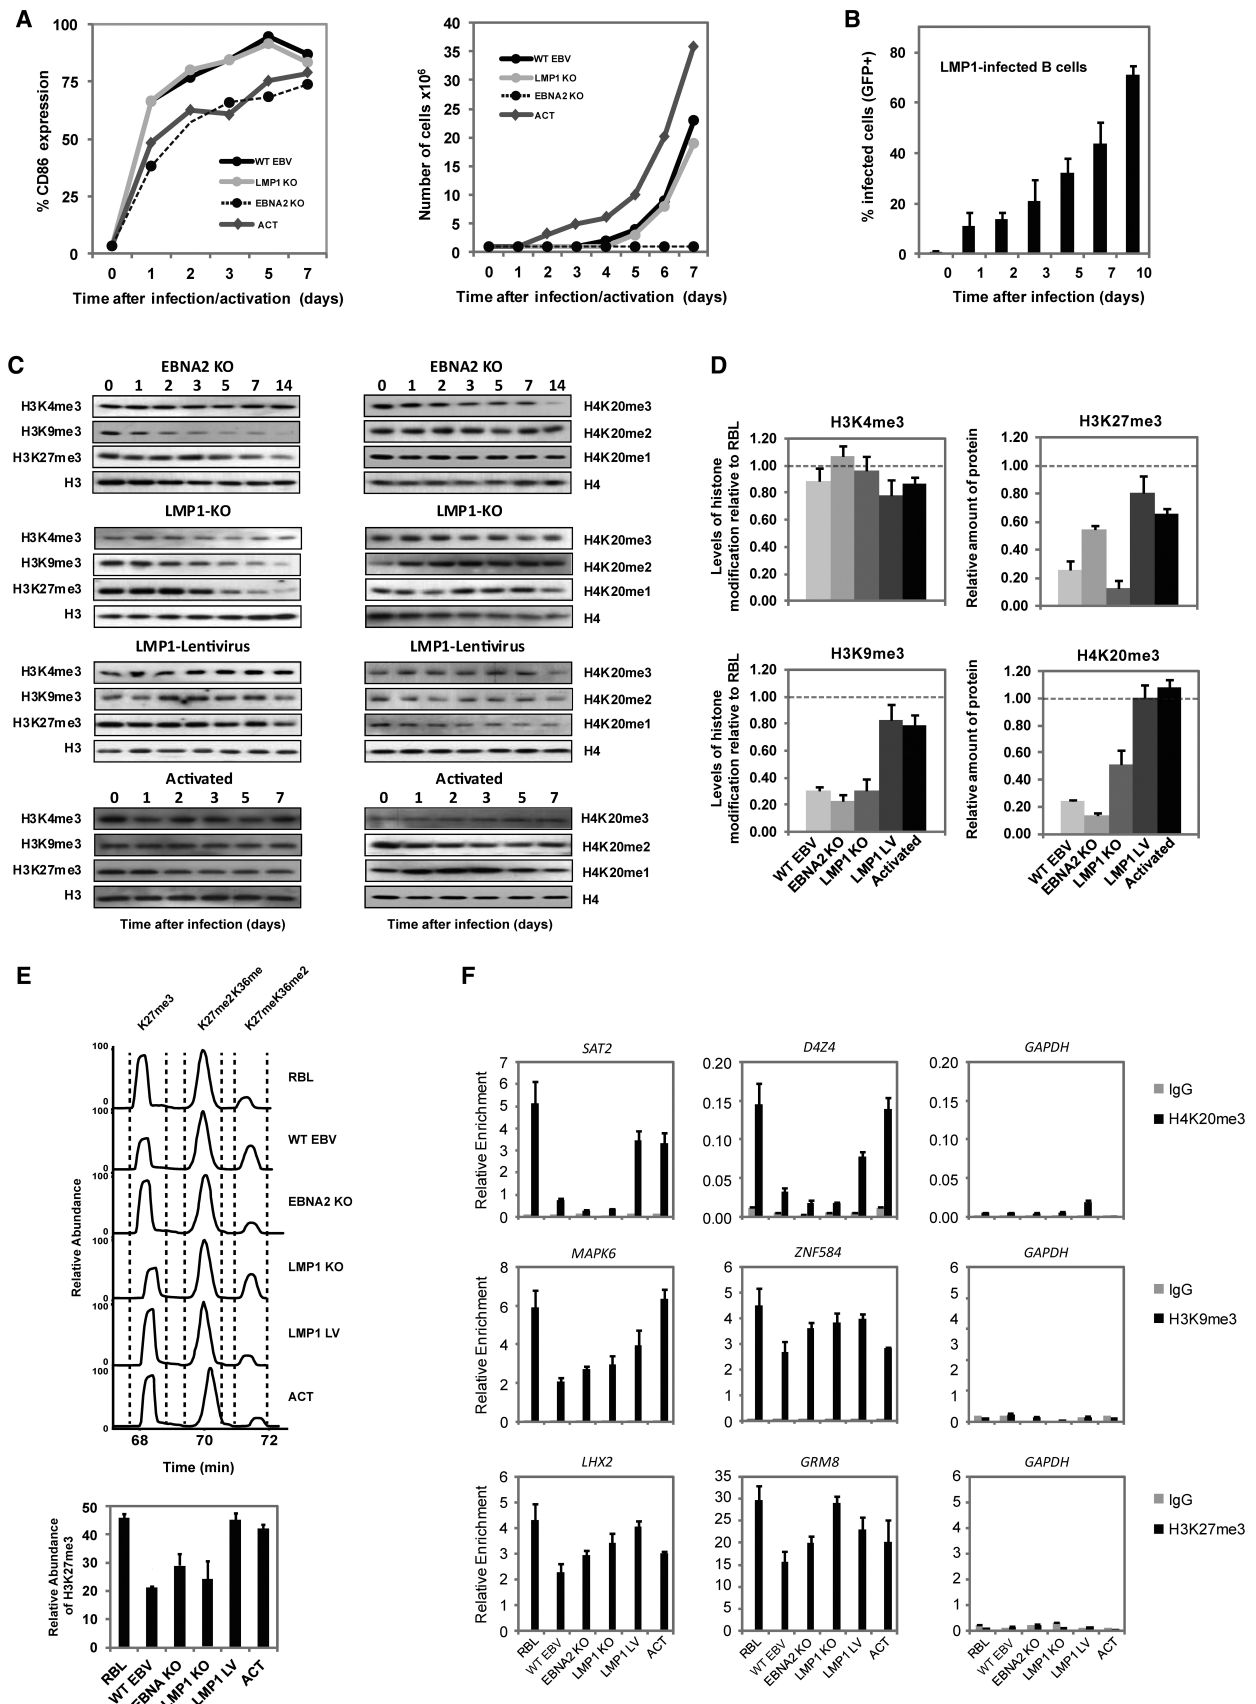 A
100
75
50
25
0
% CD86 expression
WT EBV
LMP1 KO
EBNA2 KO
ACT
0 1 2 3 5 7
Time after infection/activation (days)
40
35
30
25
20
15
10
5
0
Number of cells x10⁶
WT EBV
LMP1 KO
EBNA2 KO
ACT
0 1 2 3 4 5 6 7
Time after infection/activation (days)
B
80
60
40
20
0
% infected cells (GFP+)
LMP1-infected B cells
0 1 2 3 5 7 10
Time after infection (days)
C
EBNA2 KO
0 1 2 3 5 7 14
H3K4me3
H3K9me3
H3K27me3
H3
EBNA2 KO
0 1 2 3 5 7 14
H4K20me3
H4K20me2
H4K20me1
H4
LMP1-KO
H3K4me3
H3K9me3
H3K27me3
H3
LMP1-KO
H4K20me3
H4K20me2
H4K20me1
H4
LMP1-Lentivirus
H3K4me3
H3K9me3
H3K27me3
H3
LMP1-Lentivirus
H4K20me3
H4K20me2
H4K20me1
H4
Activated
0 1 2 3 5 7
H3K4me3
H3K9me3
H3K27me3
H3
Time after infection (days)
Activated
0 1 2 3 5 7
H4K20me3
H4K20me2
H4K20me1
H4
Time after infection (days)
D
H3K4me3
1.20
1.00
0.80
0.60
0.40
0.20
0.00
Levels of histone
modification relative to RBL
H3K27me3
1.20
1.00
0.80
0.60
0.40
0.20
0.00
Relative amount of protein
H3K9me3
1.20
1.00
0.80
0.60
0.40
0.20
0.00
Levels of histone
modification relative to RBL
WT EBV
EBNA2 KO
LMP1 KO
LMP1 LV
Activated
H4K20me3
1.20
1.00
0.80
0.60
0.40
0.20
0.00
Relative amount of protein
WT EBV
EBNA2 KO
LMP1 KO
LMP1 LV
Activated
E
K27me3
K27me2K36me
K27meK36me2
100
0
RBL
100
0
WT EBV
100
0
EBNA2 KO
100
0
LMP1 KO
100
0
LMP1 LV
100
0
ACT
Relative Abundance
68 70 72
Time (min)
50
40
30
20
10
0
Relative Abundance
of H3K27me3
RBL
WT EBV
EBNA KO
LMP1 KO
LMP1 LV
ACT
F
SAT2
7
6
5
4
3
2
1
0
Relative Enrichment
D4Z4
0.20
0.15
0.10
0.05
0.00
GAPDH
0.20
0.15
0.10
0.05
0.00
IgG
H4K20me3
MAPK6
8
6
4
2
0
Relative Enrichment
ZNF584
6
5
4
3
2
1
0
GAPDH
6
5
4
3
2
1
0
IgG
H3K9me3
LHX2
6
5
4
3
2
1
0
Relative Enrichment
RBL
WT EBV
EBNA2 KO
LMP1 KO
LMP1 LV
ACT
GRM8
35
30
25
20
15
10
5
0
RBL
WT EBV
EBNA2 KO
LMP1 KO
LMP1 LV
ACT
GAPDH
6
5
4
3
2
1
0
RBL
WT EBV
EBNA2 KO
LMP1 KO
LMP1 LV
ACT
IgG
H3K27me3